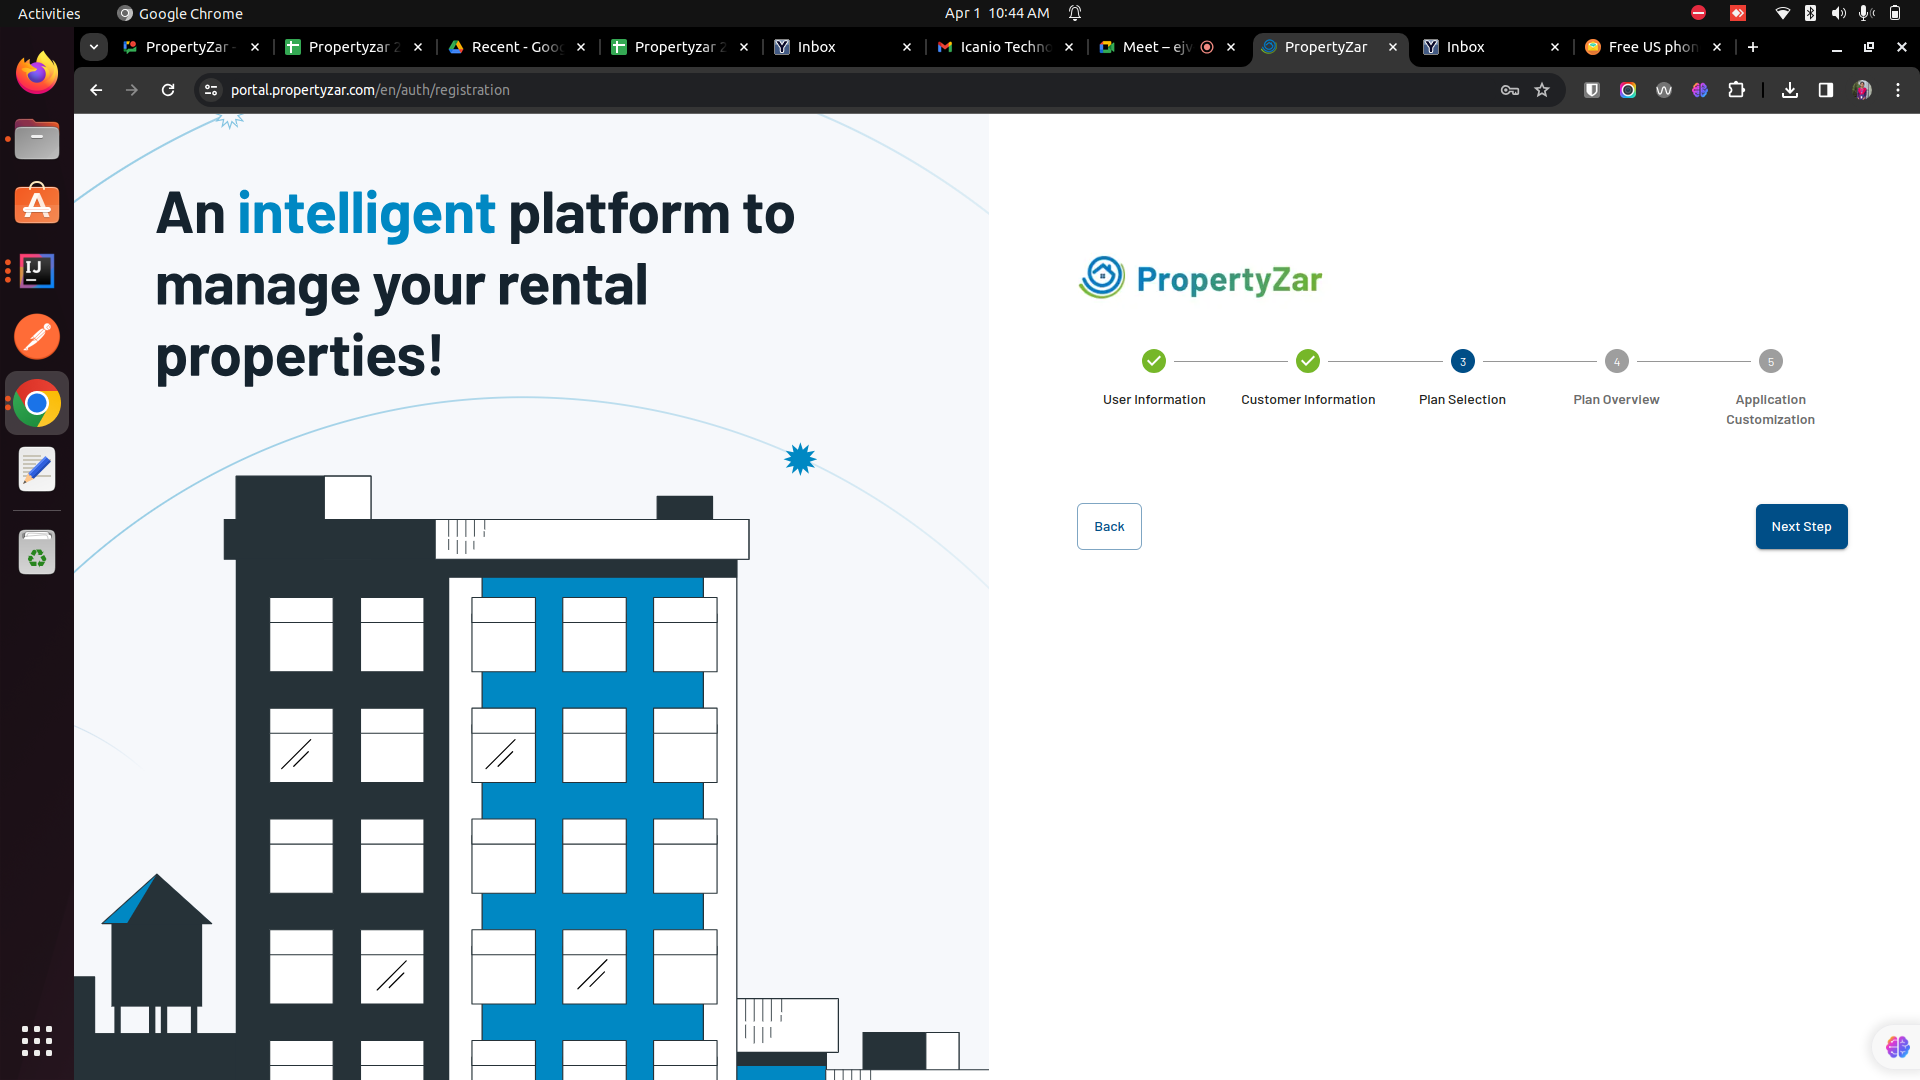 Activities
Google Chrome
Apr 1 10:44 AM
PropertyZar -
Propertyzar 2
Recent - Goog
Propertyzar 2
Inbox
Icanio Techno
Meet – ejv
PropertyZar
Inbox
Free US phon
portal.propertyzar.com/en/auth/registration
An intelligent platform to
manage your rental
properties!
PropertyZar
3
4
5
User Information
Customer Information
Plan Selection
Plan Overview
Application
Customization
Back
Next Step
IJ